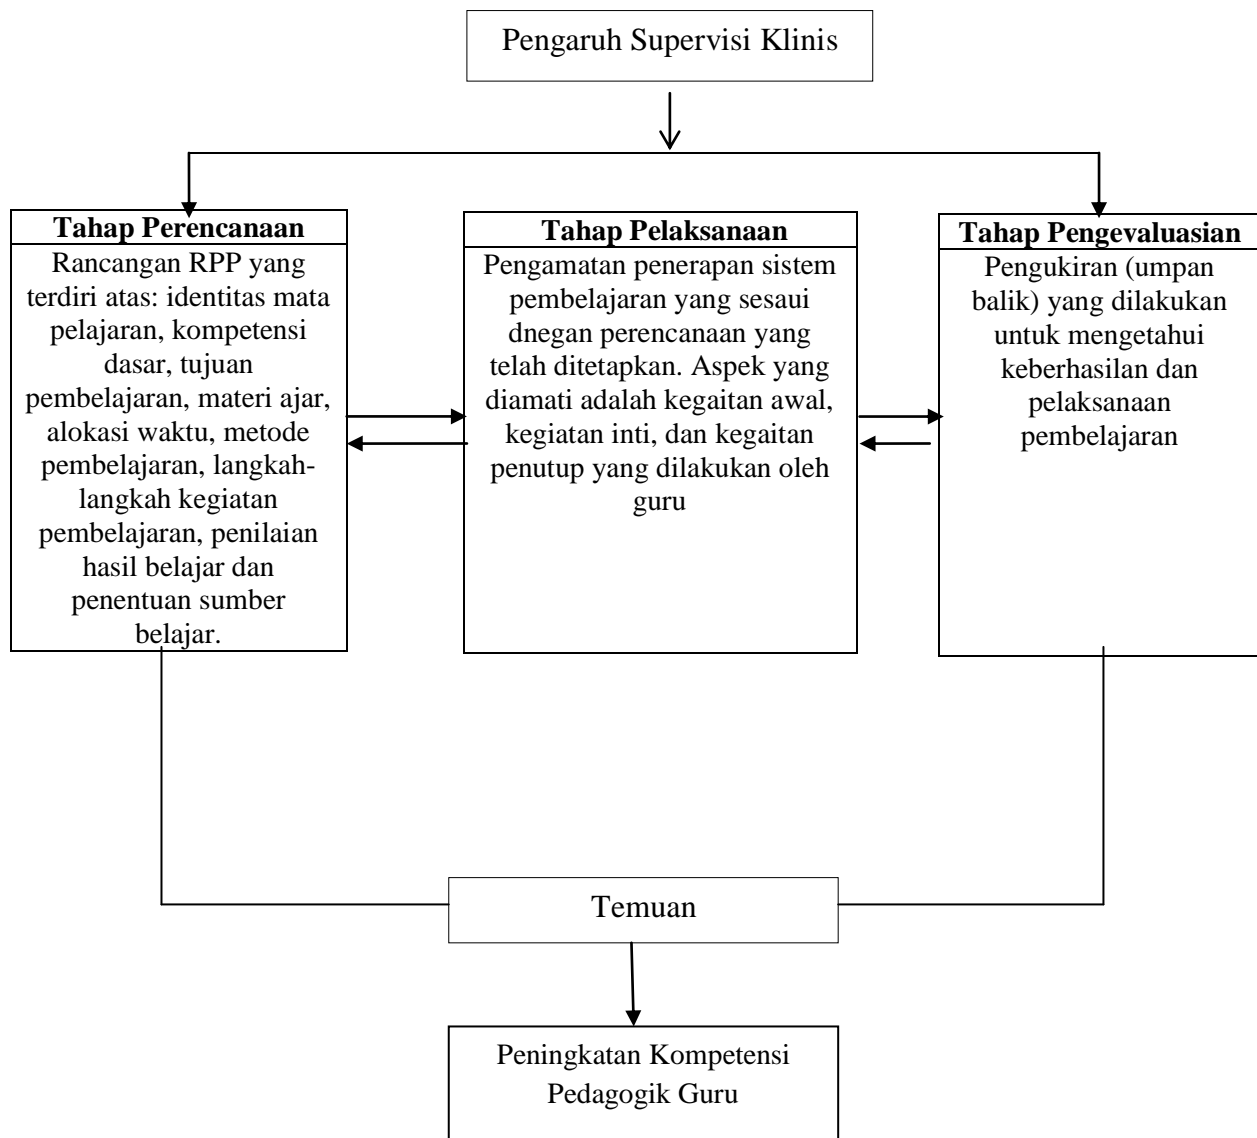 Pengaruh Supervisi Klinis
Tahap Perencanaan
Rancangan RPP yang
terdiri atas: identitas mata
pelajaran, kompetensi
dasar, tujuan
pembelajaran, materi ajar,
alokasi waktu, metode
pembelajaran, langkah-
langkah kegiatan
pembelajaran, penilaian
hasil belajar dan
penentuan sumber
belajar.
Tahap Pelaksanaan
Pengamatan penerapan sistem
pembelajaran yang sesaui
dnegan perencanaan yang
telah ditetapkan. Aspek yang
diamati adalah kegaitan awal,
kegiatan inti, dan kegaitan
penutup yang dilakukan oleh
guru
Tahap Pengevaluasian
Pengukiran (umpan
balik) yang dilakukan
untuk mengetahui
keberhasilan dan
pelaksanaan
pembelajaran
Temuan
Peningkatan Kompetensi
Pedagogik Guru